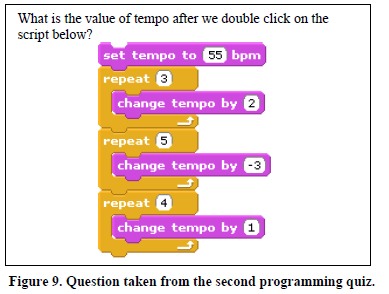 What is the value of tempo after we double click on the
script below?
set tempo to 55 bpm
repeat 3
change tempo by 2
repeat 5
change tempo by -3
repeat 4
change tempo by 1
Figure 9. Question taken from the second programming quiz.